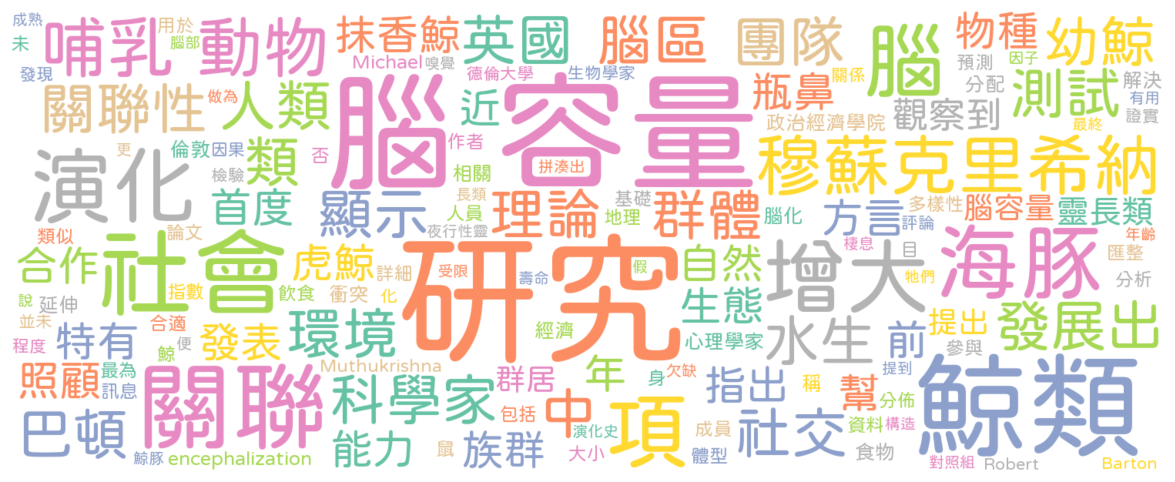 成熟 用於 哺乳 動物 抹香鯨 英國 腦區 團隊 腦 物種 幼鯨
未 腦部 Michael 嗅覺 德倫大學 生物學家 預測 因子
發現 關係 分配 解決
關聯性 做為 人類 腦容量 近 瓶鼻 觀察到 測試 有用
作者 政治經濟學院 最終 證實
演化 更 倫敦 因果 類 否 拼湊出 穆蘇克里希納
檢驗 相關 基礎 多樣性
類似 論文 首度 顯示 長類 人員 理論 地理 群體 腦化 方言 評論 腦容量 靈長類
夜行性靈 棲息 年齡
合作 社會 虎鯨 詳細 受限 研究 假 自然 增大 目 海豚 匯整
說 延伸 指數 飲食 衝突 化 壽命 生態 牠們 分析
並未 特有 合適 環境 經濟 心理學家 水生 前 提出 發展出
程度 鯨 便 發表 參與
照顧 最為 訊息 Muthukrishna 群居 年 身 欠缺 指出 稱 提到 鯨類
巴頓 關聯 科學家 包括 中 項 成員 社交 幫 分佈
資料 構造
鯨豚 encephalization 能力 鼠 族群 演化史 大小 體型 食物 對照組 Robert Barton